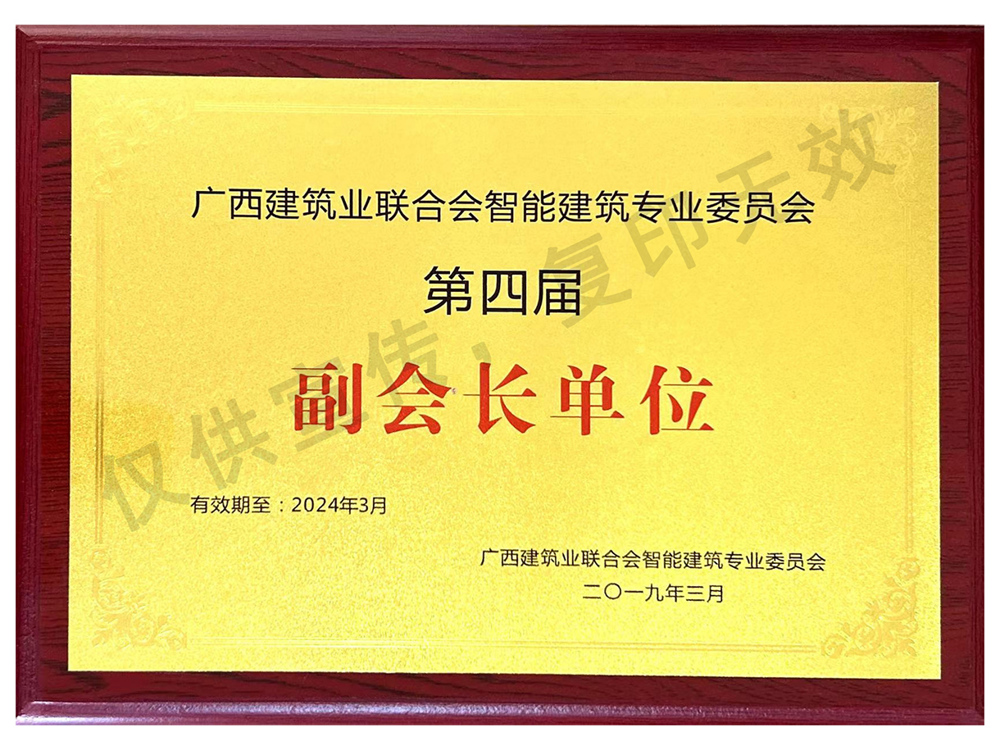 广西建筑业联合会智能建筑专业委员会
第四届
副会长单位
有效期至：2024年3月
广西建筑业联合会智能建筑专业委员会
二〇一九年三月
仅供宣传，复印无效